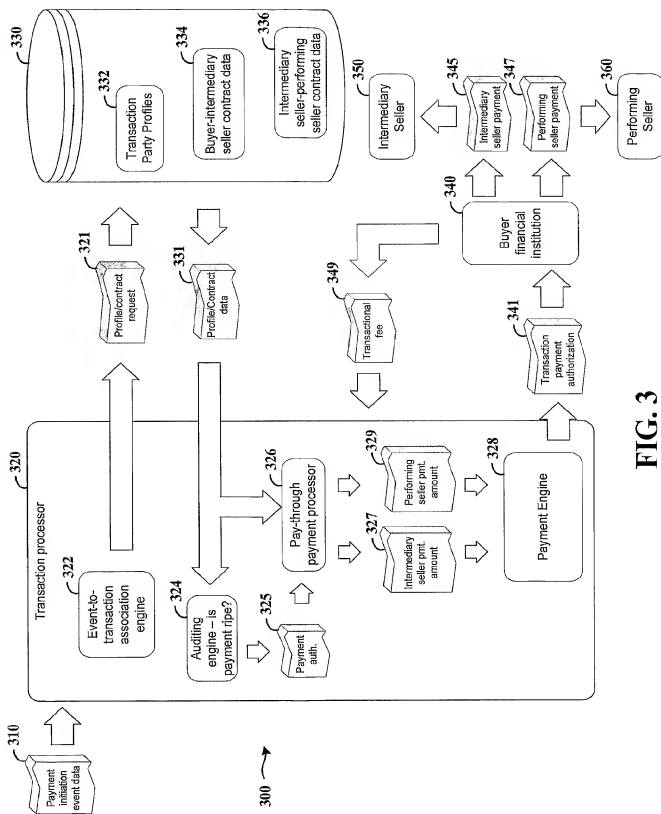 310
Payment
initiation
event data
300
320
Transaction processor
322
Event-to-
transaction
association
engine
324
Auditing
engine – is
payment ripe?
325
Payment
auth.
326
Pay-through
payment processor
327
Intermediary
seller pmt.
amount
329
Performing
seller pmt.
amount
328
Payment Engine
321
Profile/contract
request
331
Profile/Contract
data
349
Transactional
fee
341
Transaction
payment
authorization
330
332
Transaction
Party Profiles
334
Buyer-intermediary
seller contract data
336
Intermediary
seller-performing
seller contract data
340
Buyer
financial
institution
350
Intermediary
Seller
345
Intermediary
seller payment
347
Performing
seller payment
360
Performing
Seller
FIG. 3